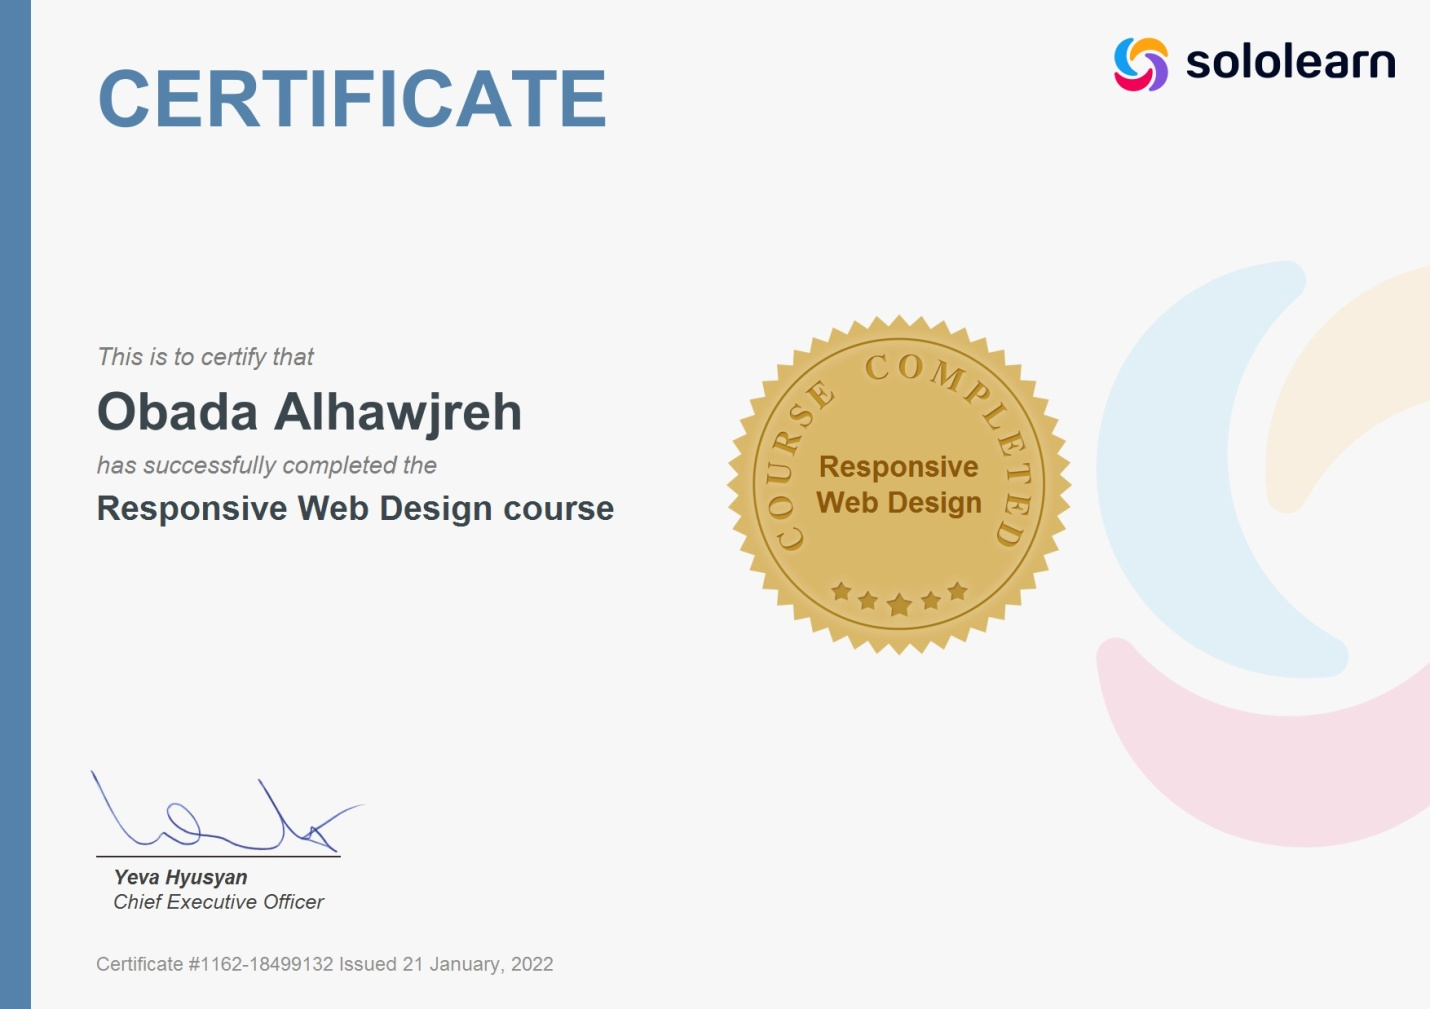 CERTIFICATE
sololearn
This is to certify that
Obada Alhawjreh
has successfully completed the
Responsive Web Design course
COURSE COMPLETED
Responsive
Web Design
Yeva Hyusyan
Chief Executive Officer
Certificate #1162-18499132 Issued 21 January, 2022